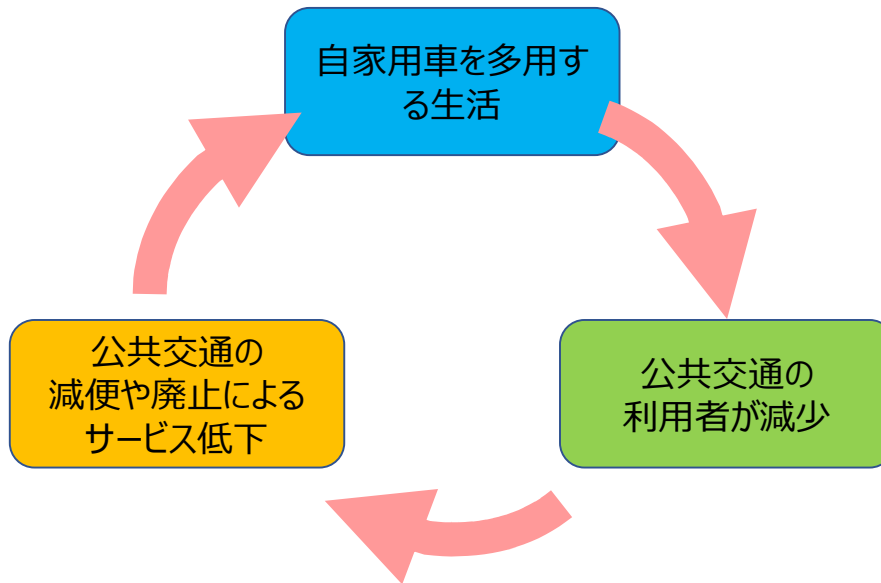 自家用車を多用す
る生活
公共交通の
利用者が減少
公共交通の
減便や廃止による
サービス低下